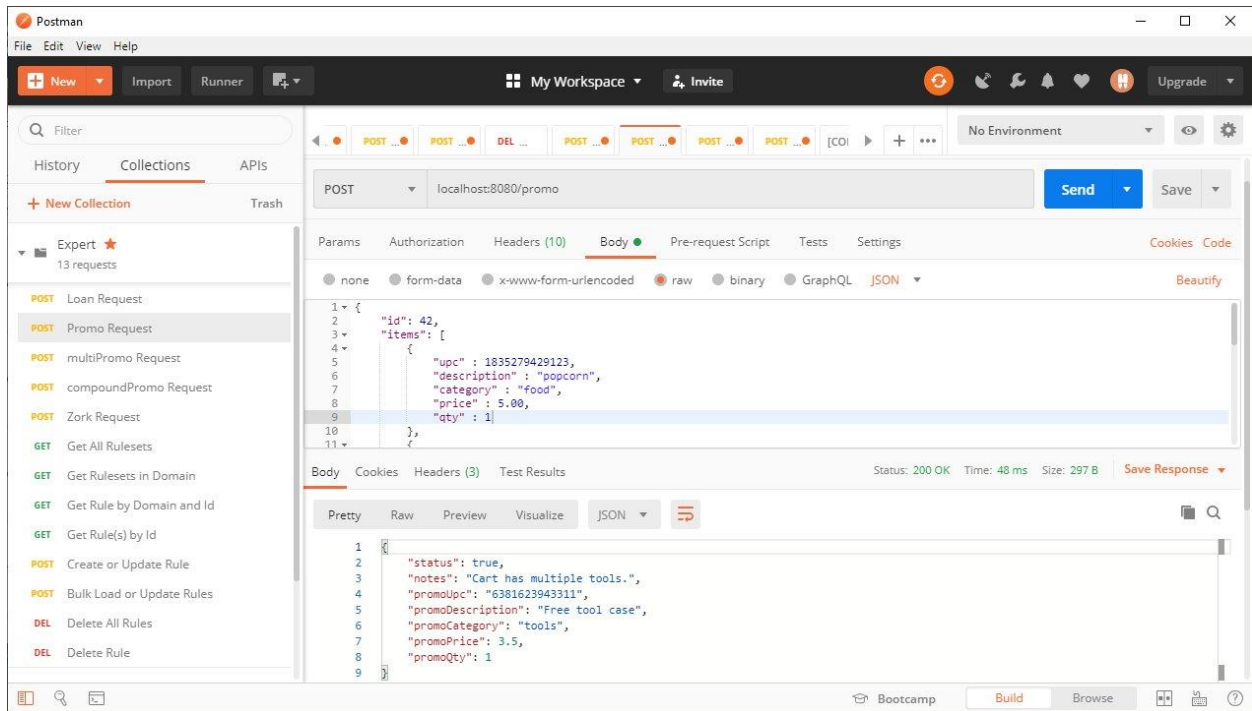 Postman
File Edit View Help
New Import Runner My Workspace Invite Upgrade
Filter
History Collections APIs
+ New Collection Trash
Expert
13 requests
POST Loan Request
POST Promo Request
POST multiPromo Request
POST compoundPromo Request
POST Zork Request
GET Get All Rulesets
GET Get Rulesets in Domain
GET Get Rule by Domain and Id
GET Get Rule(s) by Id
POST Create or Update Rule
POST Bulk Load or Update Rules
DEL Delete All Rules
DEL Delete Rule
POST ... POST ... DEL ... POST ... POST ... POST ... POST ... [CO + ••• No Environment
POST localhost:8080/promo Send Save
Params Authorization Headers (10) Body Pre-request Script Tests Settings Cookies Code
none form-data x-www-form-urlencoded raw binary GraphQL JSON Beautify
1 {
2 "id": 42,
3 "items": [
4 {
5 "upc" : 1835279429123,
6 "description" : "popcorn",
7 "category" : "food",
8 "price" : 5.00,
9 "qty" : 1
10 },
11 {
Body Cookies Headers (3) Test Results Status: 200 OK Time: 48 ms Size: 297 B Save Response
Pretty Raw Preview Visualize JSON
1 {
2 "status": true,
3 "notes": "Cart has multiple tools.",
4 "promoUpc": "6381623943311",
5 "promoDescription": "Free tool case",
6 "promoCategory": "tools",
7 "promoPrice": 3.5,
8 "promoQty": 1
9 }
Bootcamp Build Browse